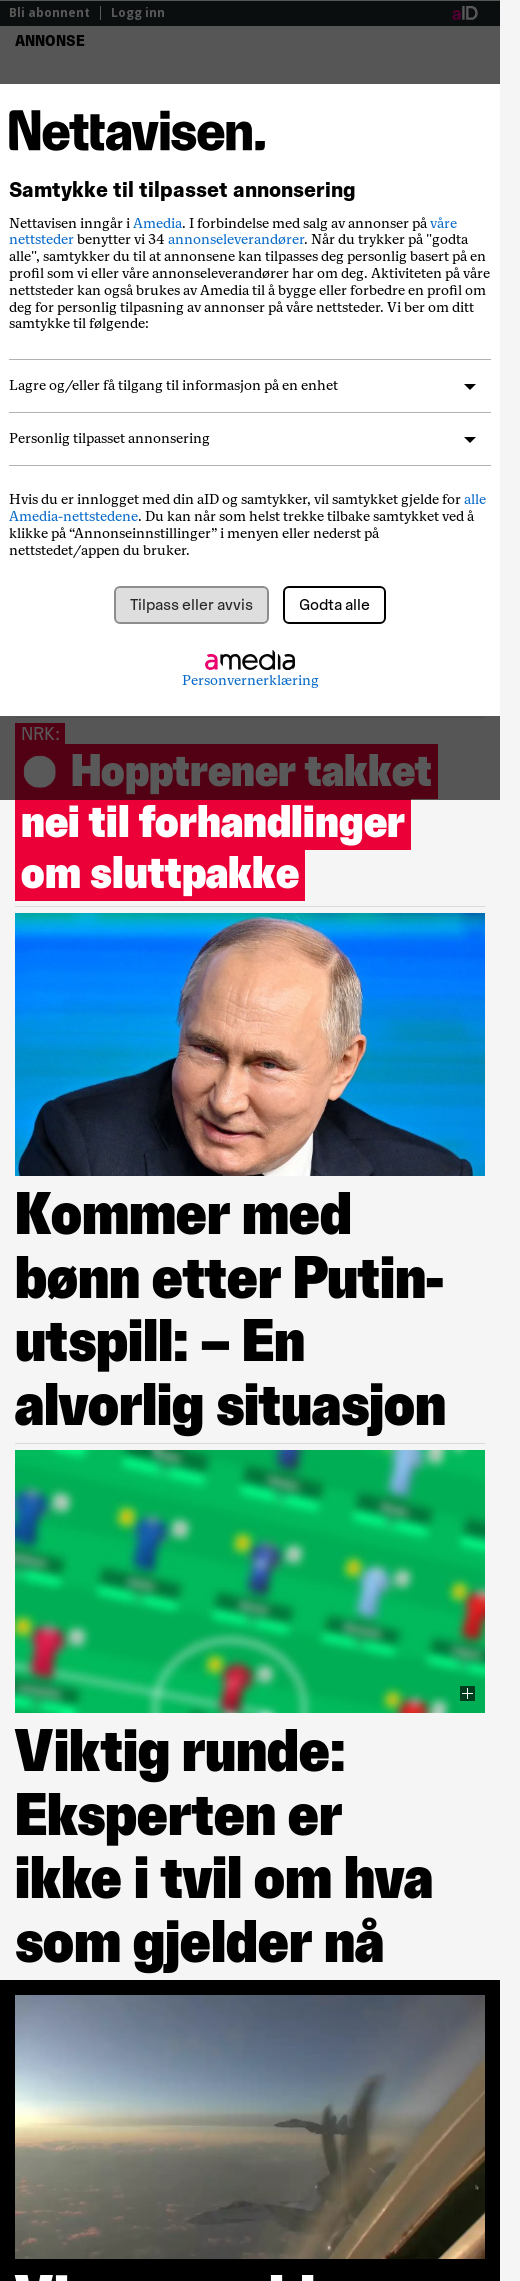 Bli abonnent | Logg inn aID
ANNONSE
Nettavisen.
Samtykke til tilpasset annonsering
Nettavisen inngår i Amedia. I forbindelse med salg av annonser på våre
nettsteder benytter vi 34 annonseleverandører. Når du trykker på "godta
alle", samtykker du til at annonsene kan tilpasses deg personlig basert på en
profil som vi eller våre annonseleverandører har om deg. Aktiviteten på våre
nettsteder kan også brukes av Amedia til å bygge eller forbedre en profil om
deg for personlig tilpasning av annonser på våre nettsteder. Vi ber om ditt
samtykke til følgende:
Lagre og/eller få tilgang til informasjon på en enhet
Personlig tilpasset annonsering
Hvis du er innlogget med din aID og samtykker, vil samtykket gjelde for alle
Amedia-nettstedene. Du kan når som helst trekke tilbake samtykket ved å
klikke på “Annonseinnstillinger” i menyen eller nederst på
nettstedet/appen du bruker.
Tilpass eller avvis Godta alle
amedia
Personvernerklæring
NRK:
Hopptrener takket
nei til forhandlinger
om sluttpakke
Kommer med
bønn etter Putin-
utspill: – En
alvorlig situasjon
Viktig runde:
Eksperten er
ikke i tvil om hva
som gjelder nå